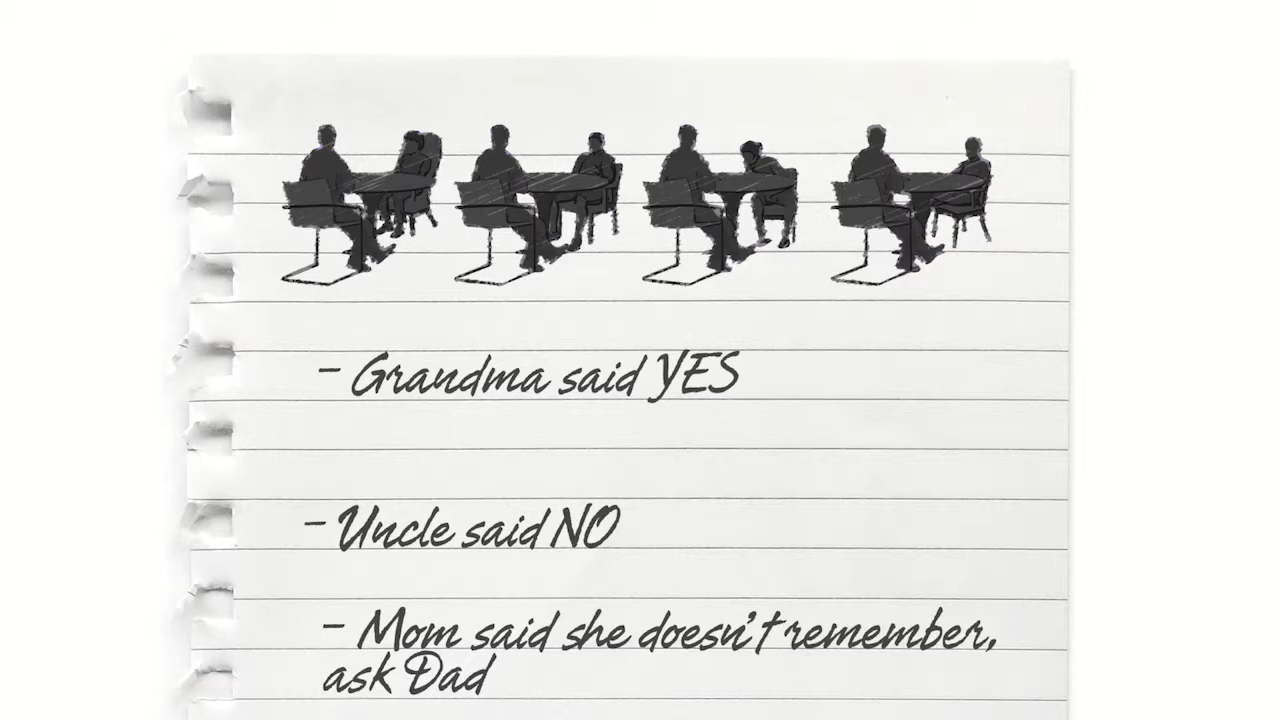 - Grandma said YES
- Uncle said NO
- Mom said she doesn't remember,
ask Dad